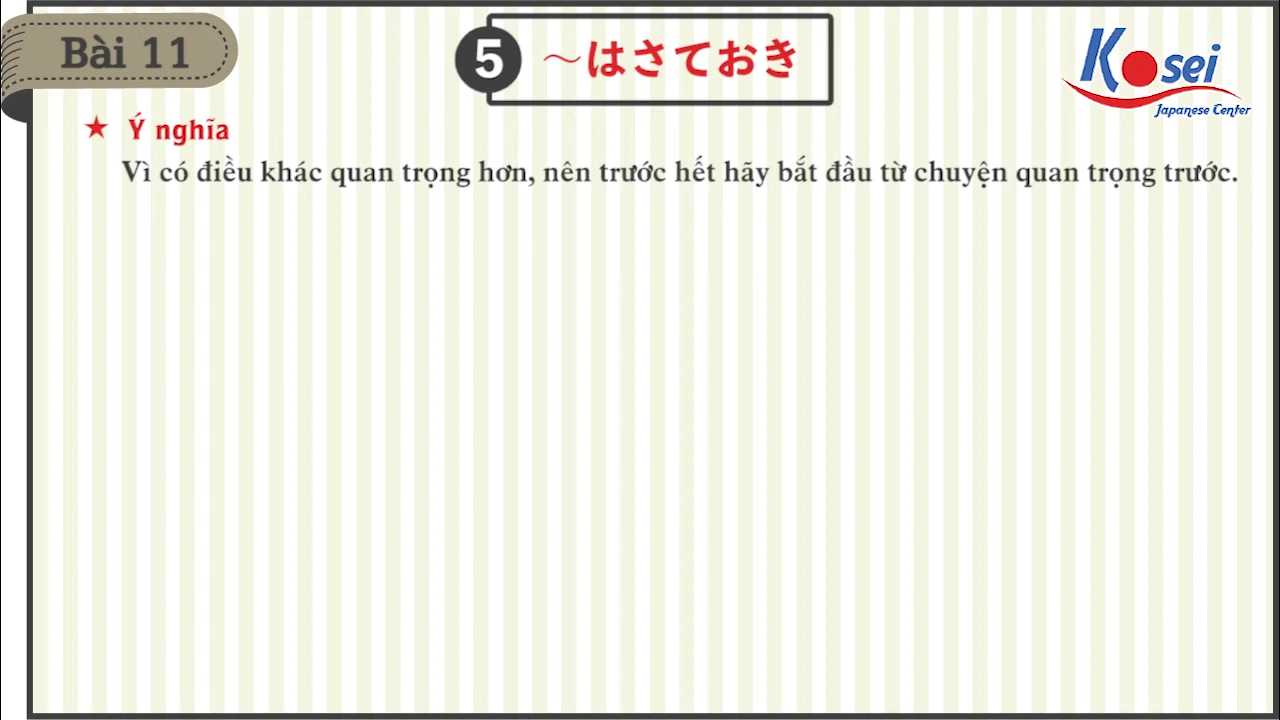 Bài 11
5 ～はさておき
Kosei
Japanese Center
★ Ý nghĩa
Vì có điều khác quan trọng hơn, nên trước hết hãy bắt đầu từ chuyện quan trọng trước.